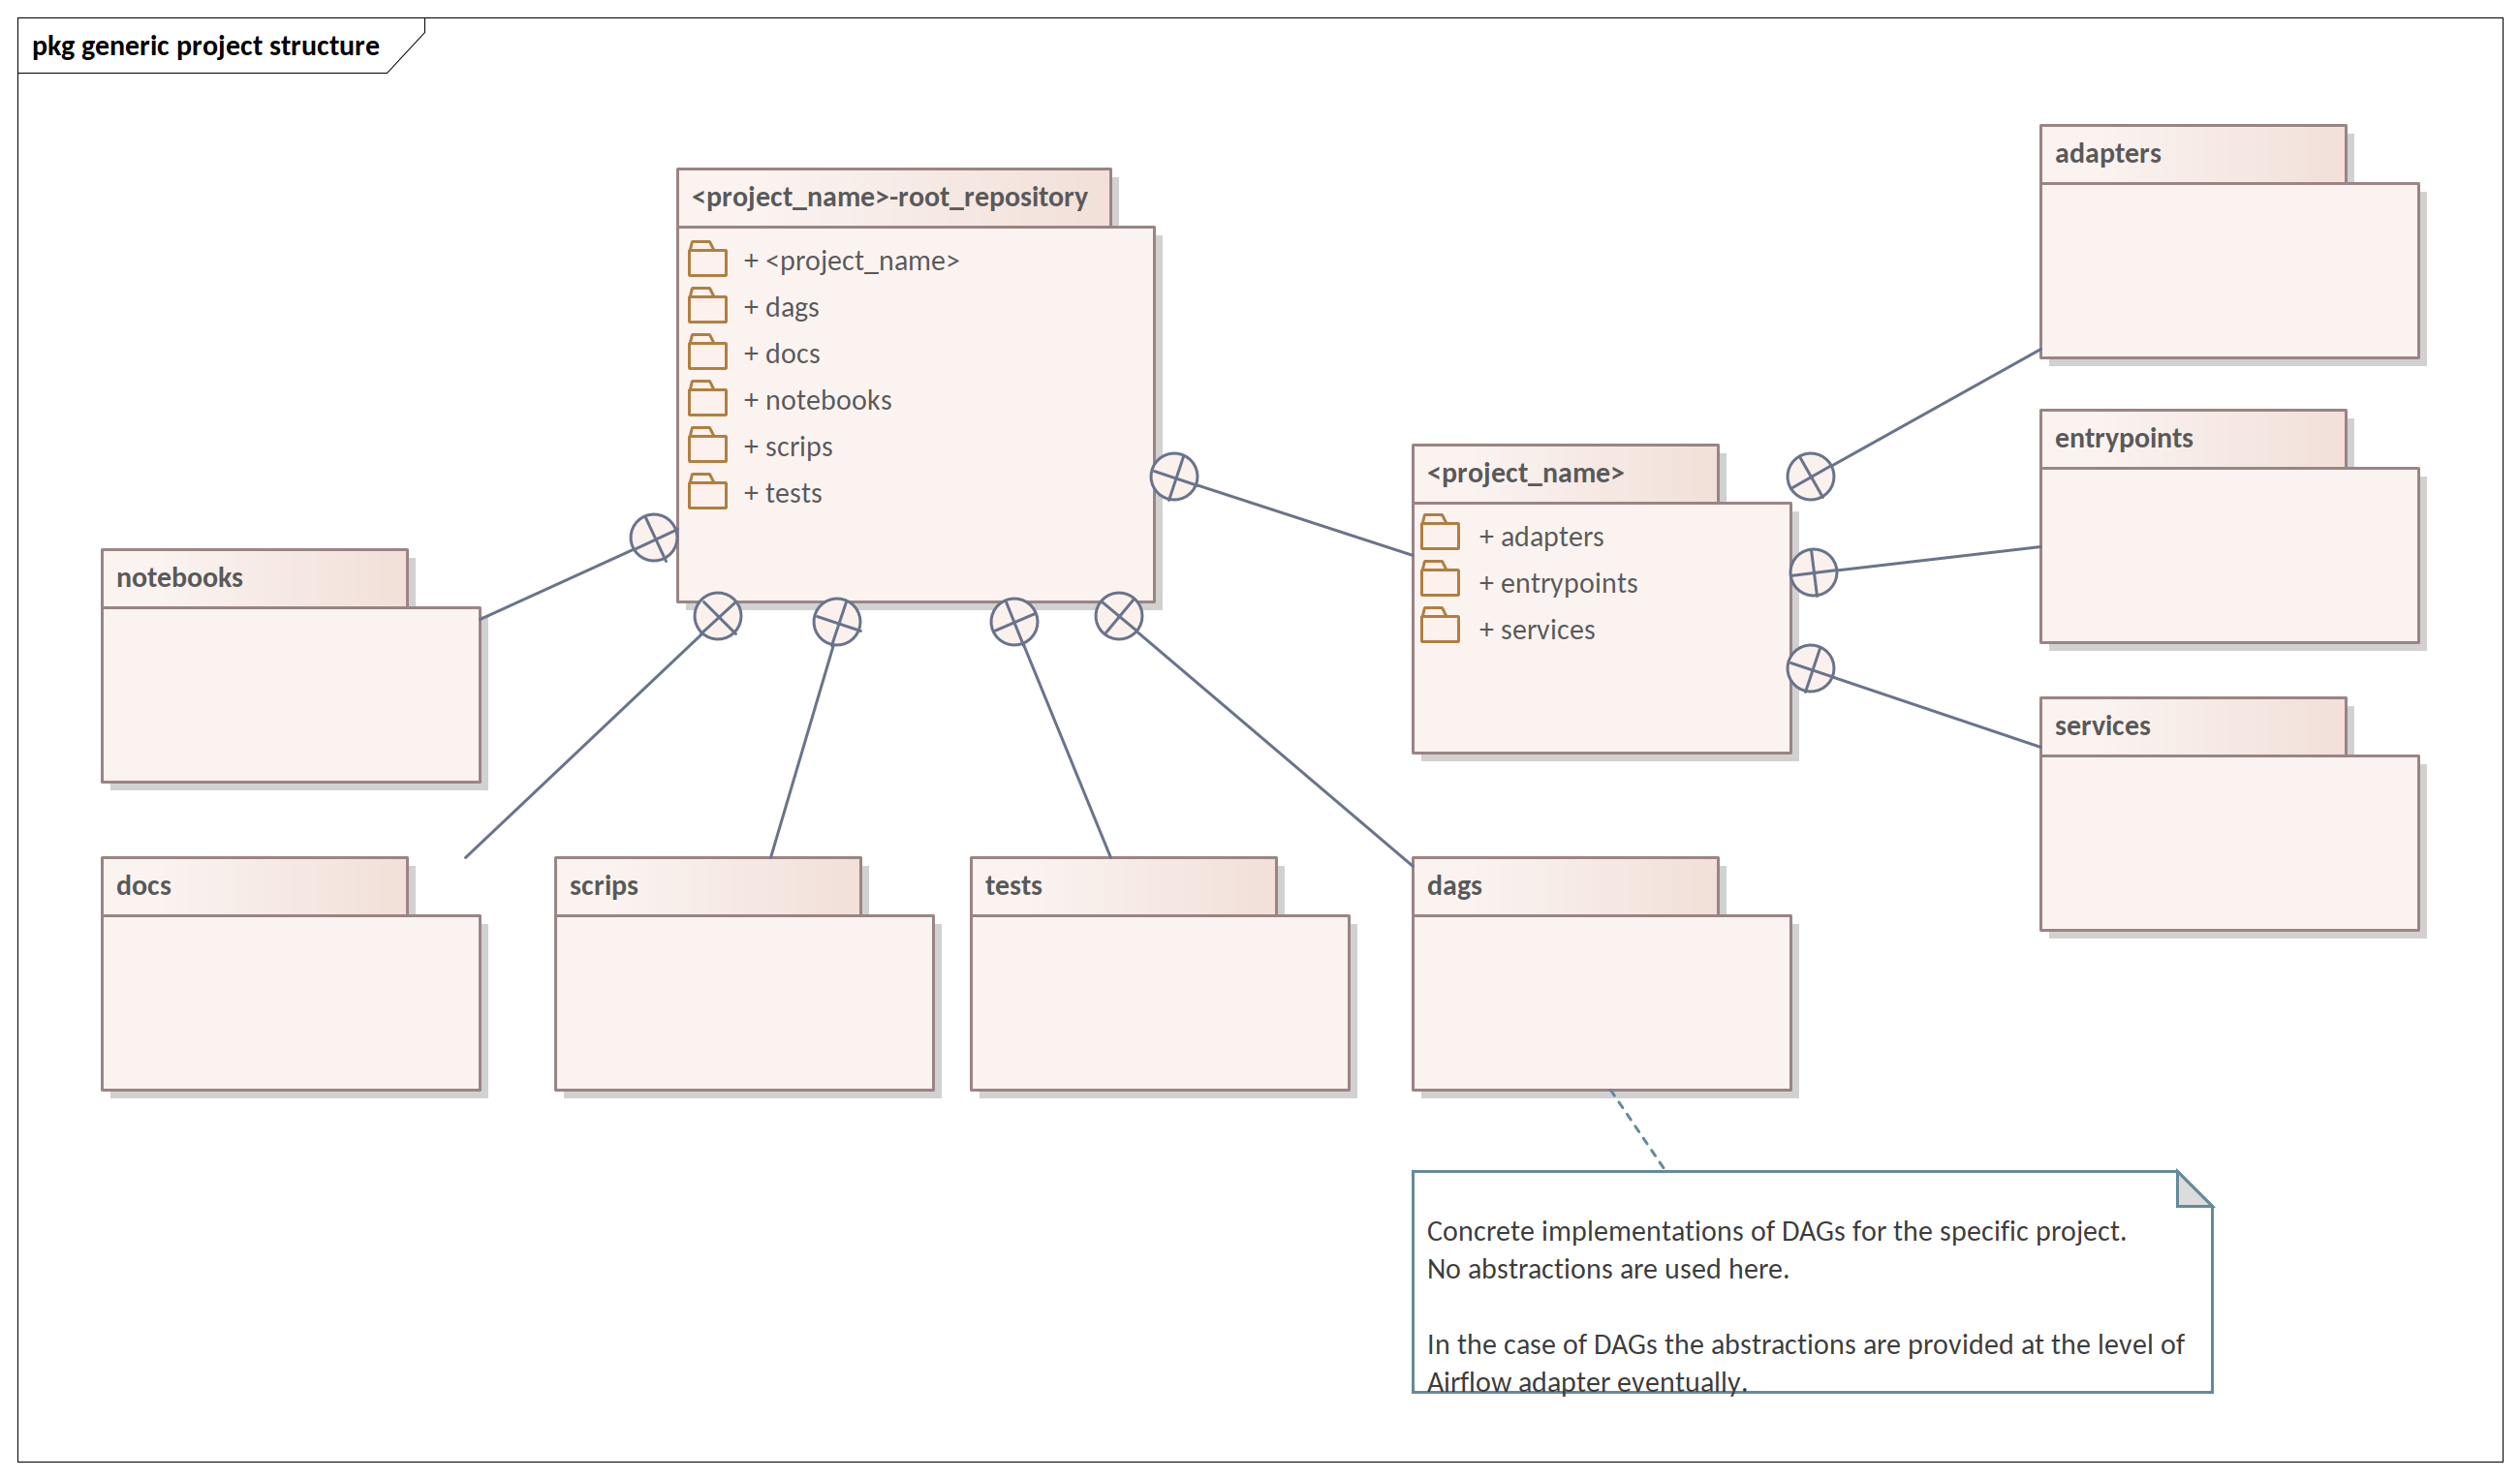 pkg generic project structure
<project_name>-root_repository
+ <project_name>
+ dags
+ docs
+ notebooks
+ scrips
+ tests
adapters
entrypoints
<project_name>
+ adapters
+ entrypoints
+ services
notebooks
services
docs
scrips
tests
dags
Concrete implementations of DAGs for the specific project.
No abstractions are used here.
In the case of DAGs the abstractions are provided at the level of
Airflow adapter eventually.